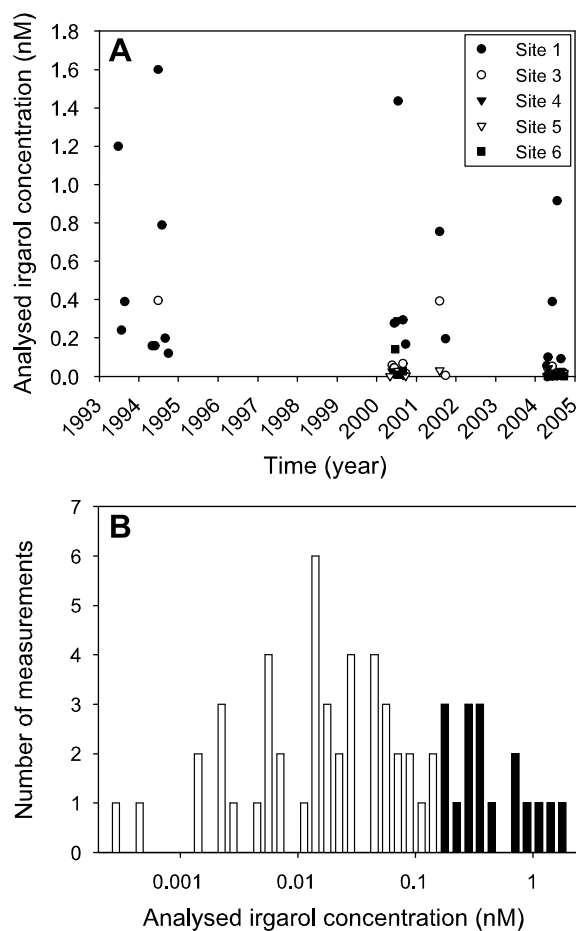 A
Analysed irgarol concentration (nM)
1.8
1.6
1.4
1.2
1.0
0.8
0.6
0.4
0.2
0.0
Site 1
Site 3
Site 4
Site 5
Site 6
1993 1994 1995 1996 1997 1998 1999 2000 2001 2002 2003 2004 2005
Time (year)
B
Number of measurements
7
6
5
4
3
2
1
0
0.001 0.01 0.1 1
Analysed irgarol concentration (nM)